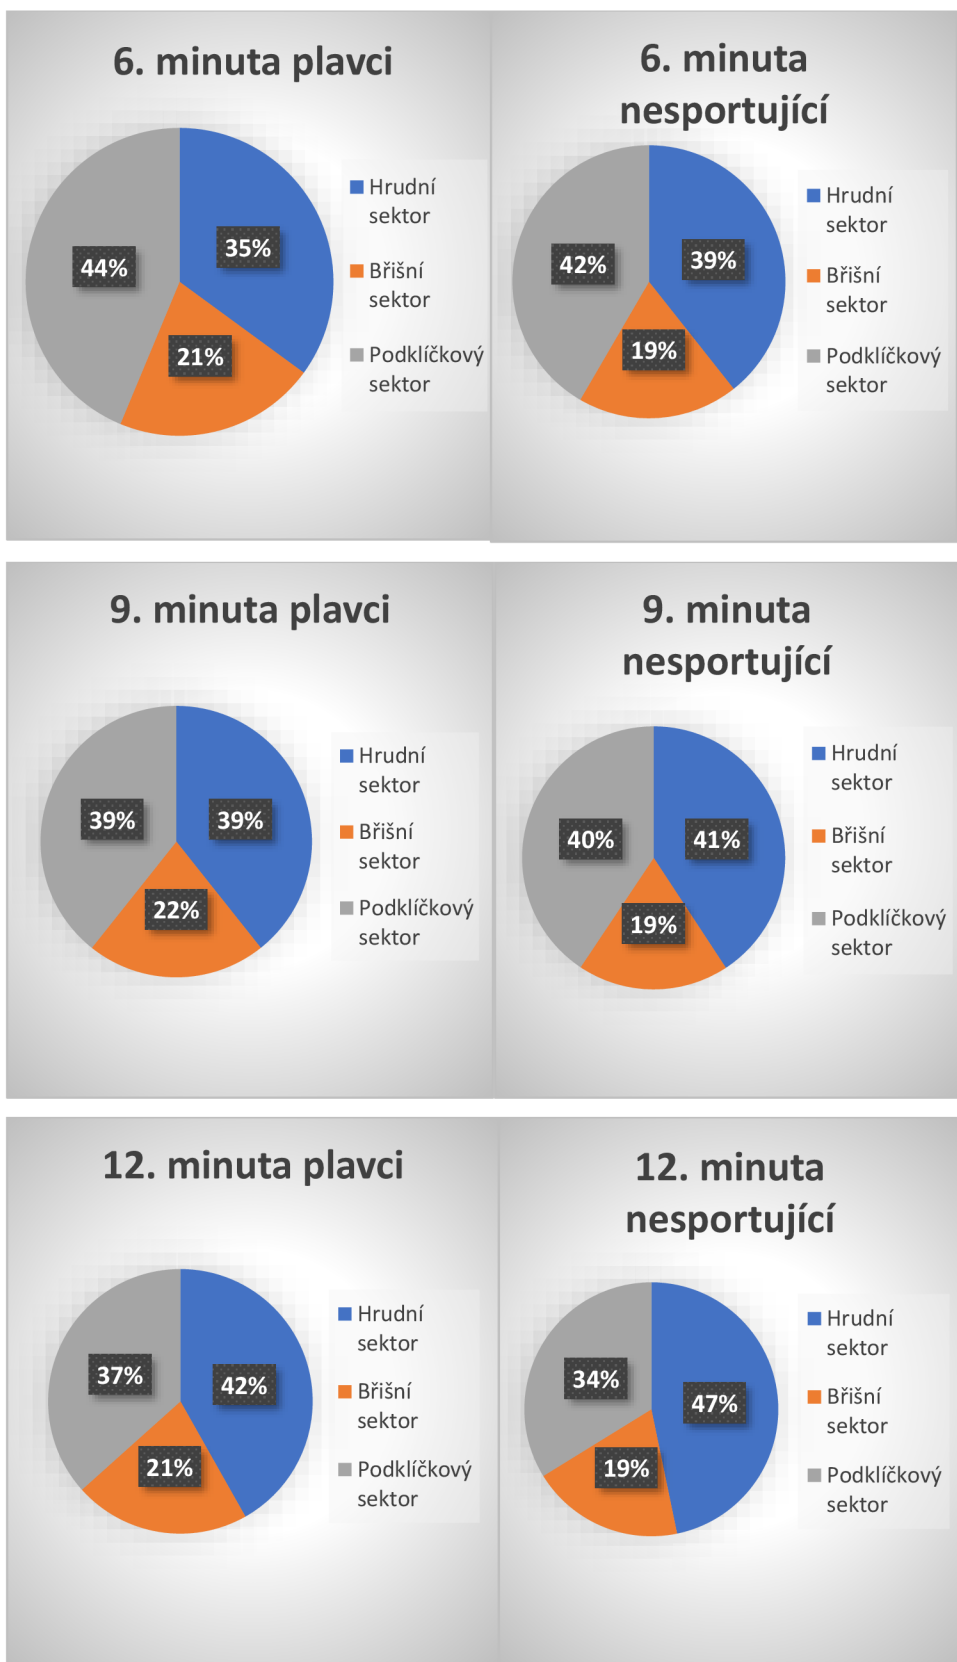 6. minuta plavci
35%
21%
44%
Hrudní
sektor
Břišní
sektor
Podklíčkový
sektor
6. minuta
nesportující
39%
19%
42%
Hrudní
sektor
Břišní
sektor
Podklíčkový
sektor
9. minuta plavci
39%
22%
39%
Hrudní
sektor
Břišní
sektor
Podklíčkový
sektor
9. minuta
nesportující
41%
19%
40%
Hrudní
sektor
Břišní
sektor
Podklíčkový
sektor
12. minuta plavci
42%
21%
37%
Hrudní
sektor
Břišní
sektor
Podklíčkový
sektor
12. minuta
nesportující
47%
19%
34%
Hrudní
sektor
Břišní
sektor
Podklíčkový
sektor